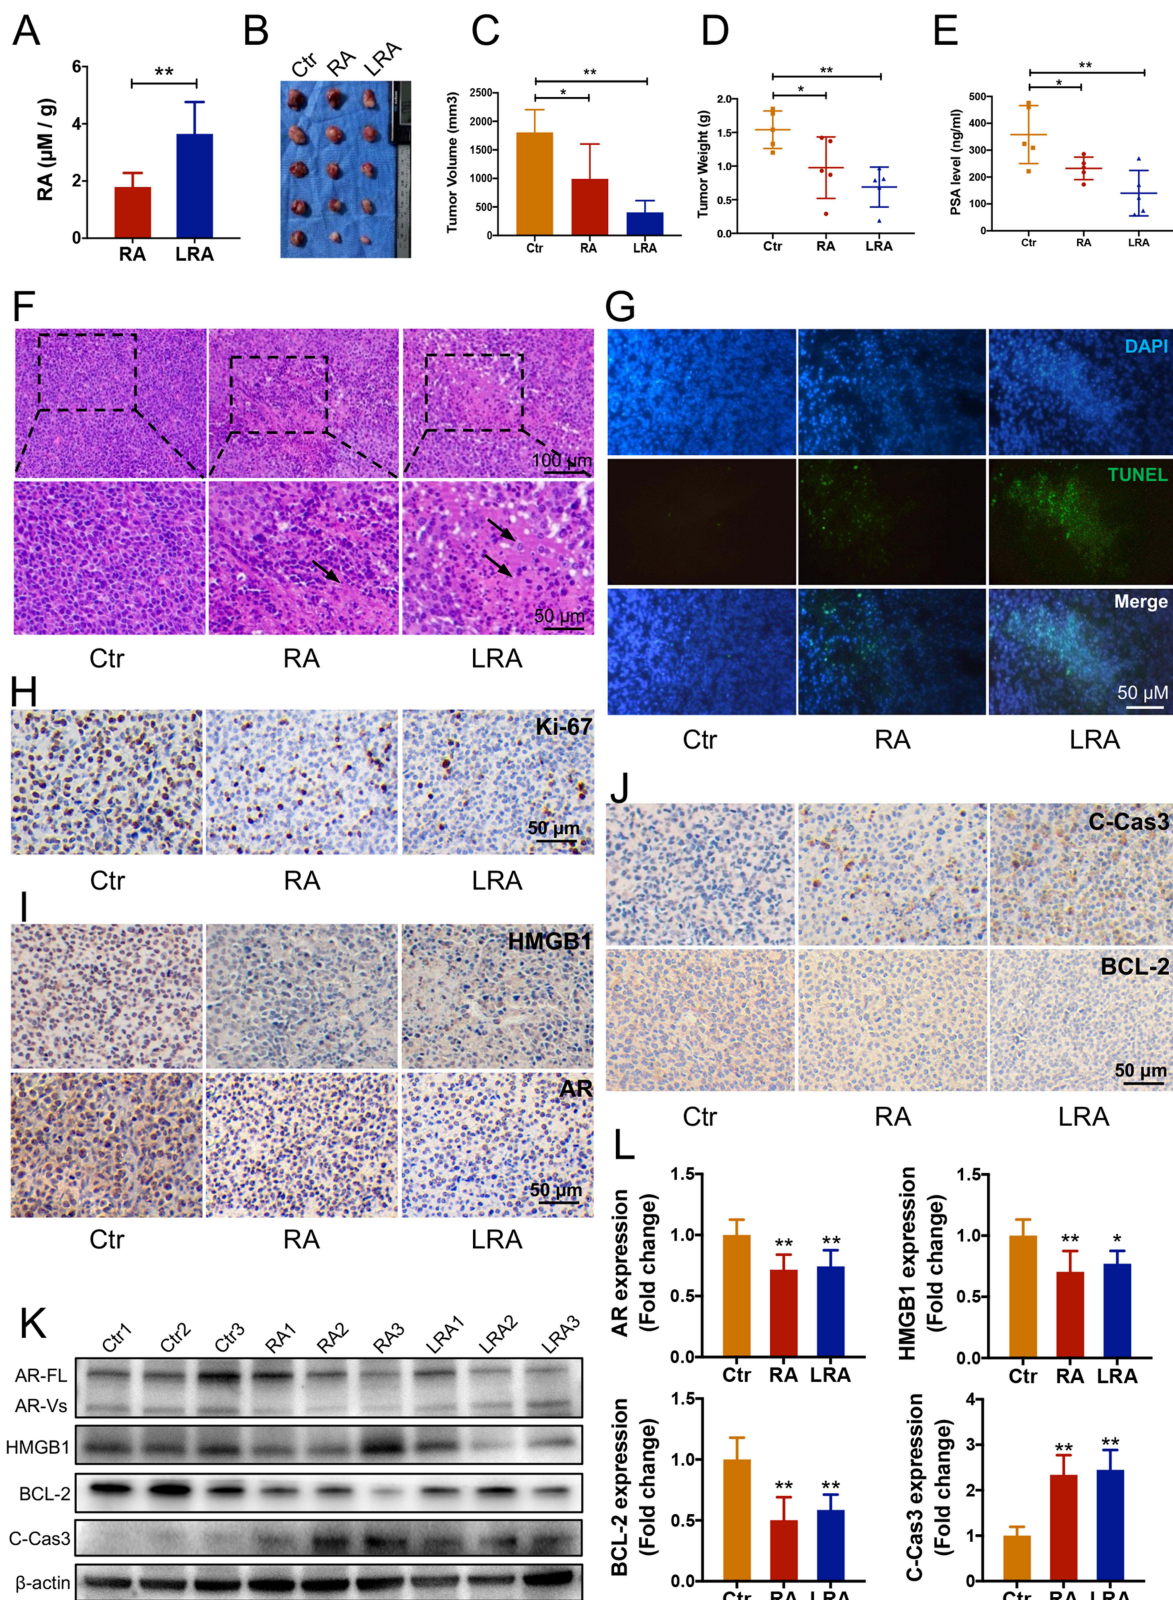 A
RA (μM / g)
6
4
2
0
**
RA LRA
B
Ctr RA LRA
C
Tumor Volume (mm3)
2500
2000
1500
1000
500
0
**
*
Ctr RA LRA
D
Tumor Weight (g)
2.0
1.5
1.0
0.5
0.0
**
*
Ctr RA LRA
E
PSA level (ng/ml)
500
400
300
200
100
0
**
*
Ctr RA LRA
F
100 μm
50 μm
Ctr RA LRA
G
DAPI
TUNEL
Merge
50 μM
Ctr RA LRA
H
Ki-67
50 μm
Ctr RA LRA
I
HMGB1
AR
50 μm
Ctr RA LRA
J
C-Cas3
BCL-2
50 μm
Ctr RA LRA
K
Ctr1 Ctr2 Ctr3 RA1 RA2 RA3 LRA1 LRA2 LRA3
AR-FL
AR-Vs
HMGB1
BCL-2
C-Cas3
β-actin
L
AR expression
(Fold change)
1.5
1.0
0.5
0.0
** **
Ctr RA LRA
HMGB1 expression
(Fold change)
1.5
1.0
0.5
0.0
** *
Ctr RA LRA
BCL-2 expression
(Fold change)
1.5
1.0
0.5
0.0
** **
Ctr RA LRA
C-Cas3 expression
(Fold change)
4
3
2
1
0
** **
Ctr RA LRA